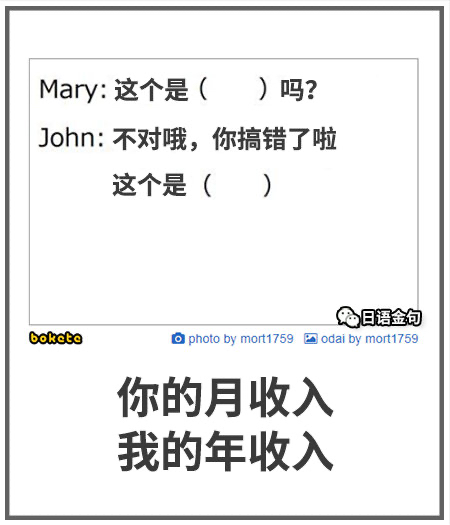 Mary: 这个是（　　）吗？
John: 不对哦，你搞错了啦
这个是（　　）
日语金句
bokete
photo by mort1759 odai by mort1759
你的月收入
我的年收入